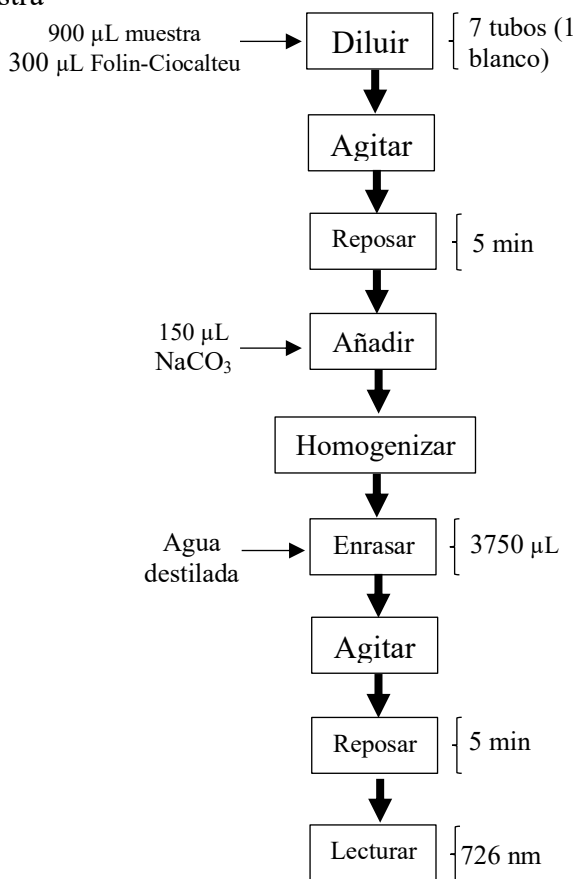 900 µL muestra
300 µL Folin-Ciocalteu
Diluir
7 tubos (1
blanco)
Agitar
Reposar
5 min
150 µL
NaCO₃
Añadir
Homogenizar
Agua
destilada
Enrasar
3750 µL
Agitar
Reposar
5 min
Lecturar
726 nm